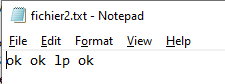 fichier2.txt - Notepad
File Edit Format View Help
ok ok lp ok